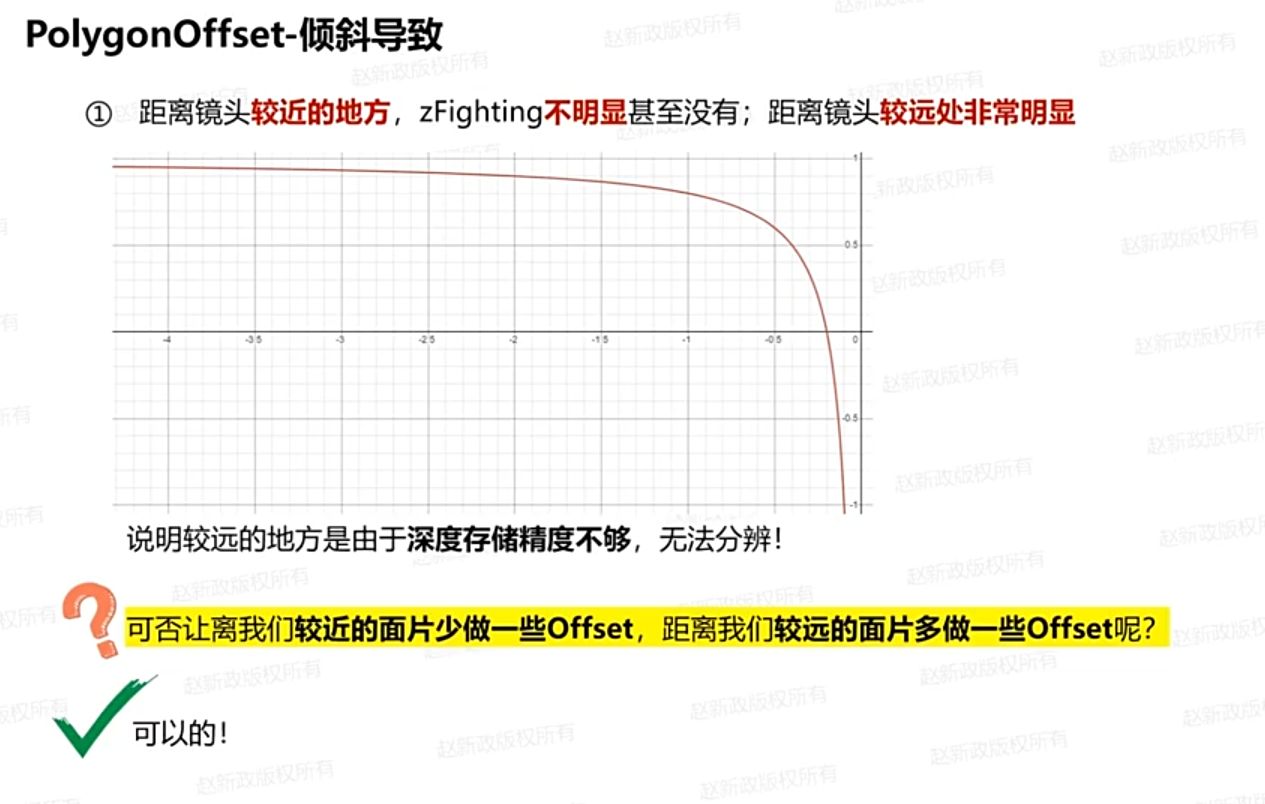 PolygonOffset-倾斜导致
① 距离镜头较近的地方，zFighting不明显甚至没有；距离镜头较远处非常明显
1
0.5
-4 -3.5 -3 -2.5 -2 -1.5 -1 -0.5 0
-0.5
-1
说明较远的地方是由于深度存储精度不够，无法分辨！
可否让离我们较近的面片少做一些Offset，距离我们较远的面片多做一些Offset呢？
可以的！
赵新政版权所有